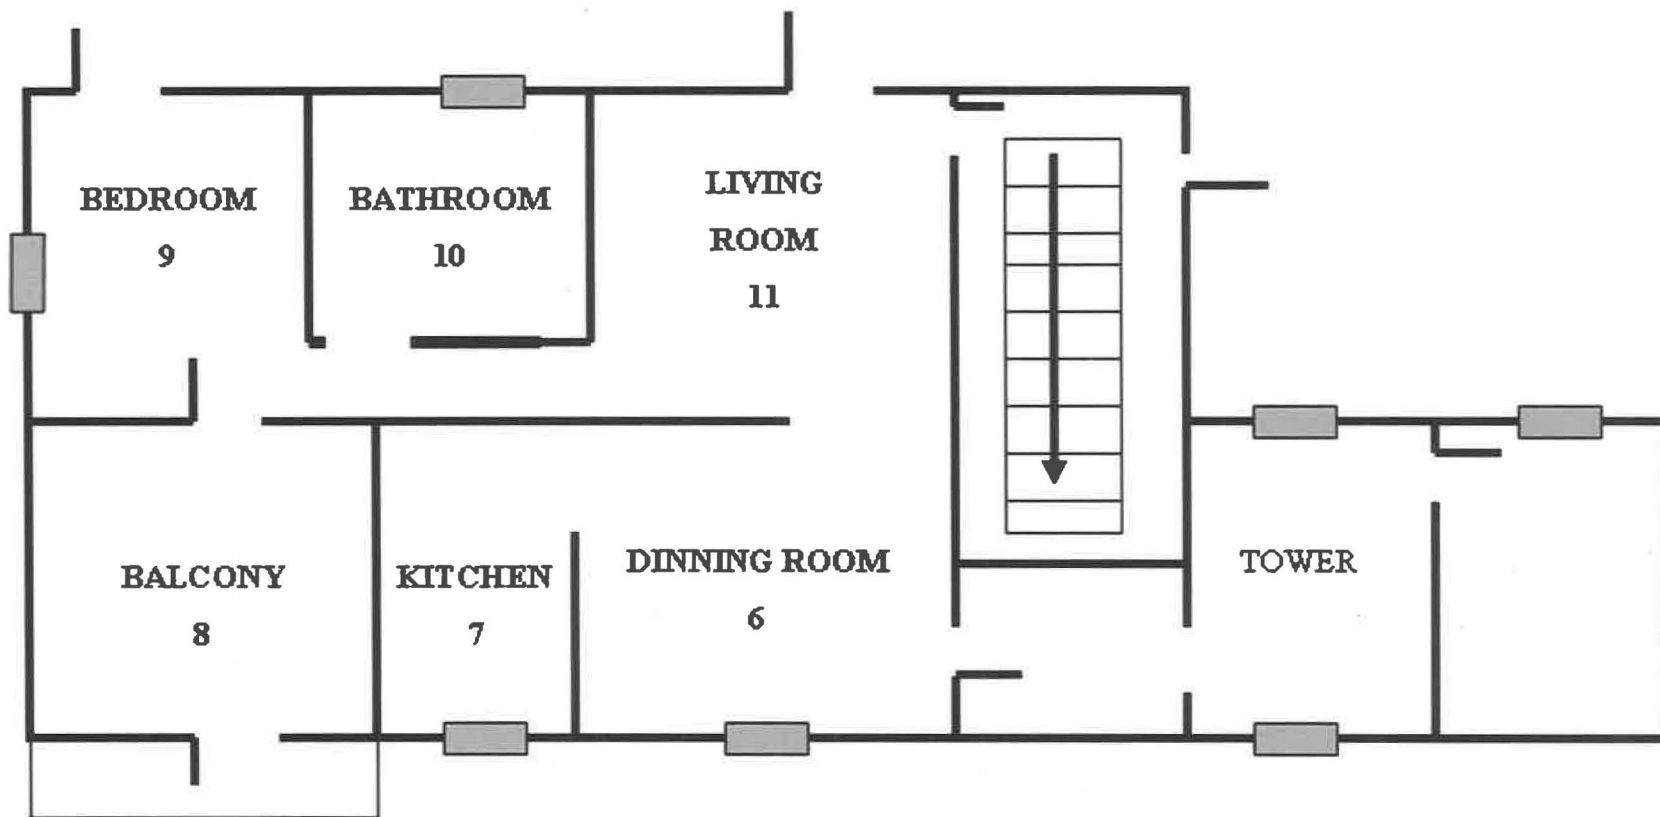 BEDROOM
9
BATHROOM
10
LIVING
ROOM
11
BALCONY
8
KITCHEN
7
DINNING ROOM
6
TOWER